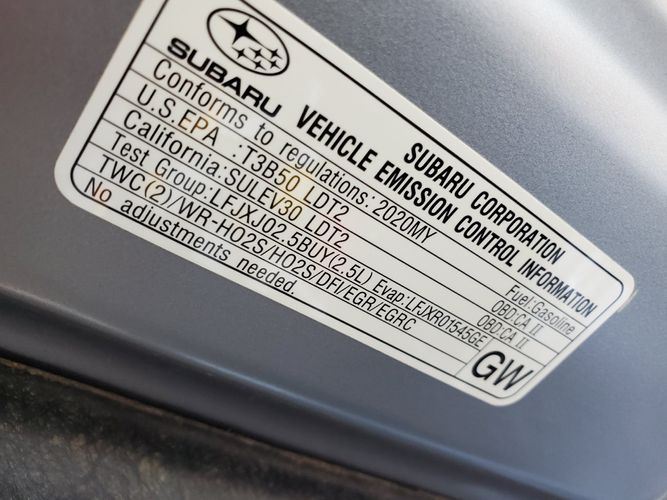 SUBARU
SUBARU CORPORATION
VEHICLE EMISSION CONTROL INFORMATION
Conforms to regulations: 2020MY Fuel:Gasoline
U.S.EPA :T3B50 LDT2 OBD:CA II
California:SULEV30 LDT2 OBD:CA II
Test Group:LFJXJ02.5BUY(2.5L) Evap:LFJXR01545GE
TWC(2)/WR-HO2S/HO2S/DFI/EGR/EGRC
No adjustments needed.
GW